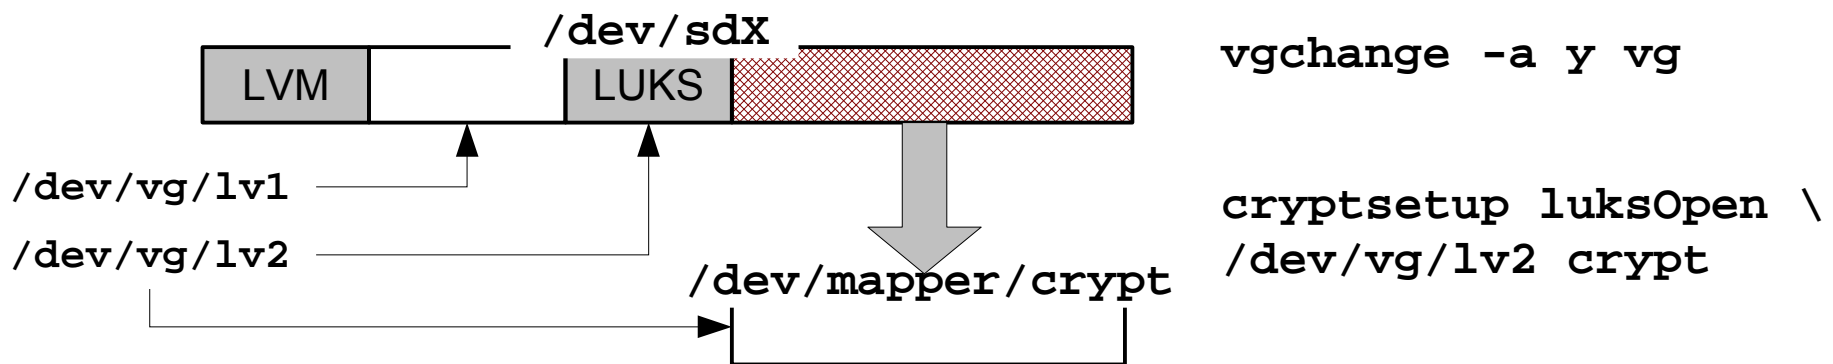 /dev/sdX
LVM
LUKS
/dev/vg/lv1
/dev/vg/lv2
/dev/mapper/crypt
vgchange -a y vg
cryptsetup luksOpen \
/dev/vg/lv2 crypt